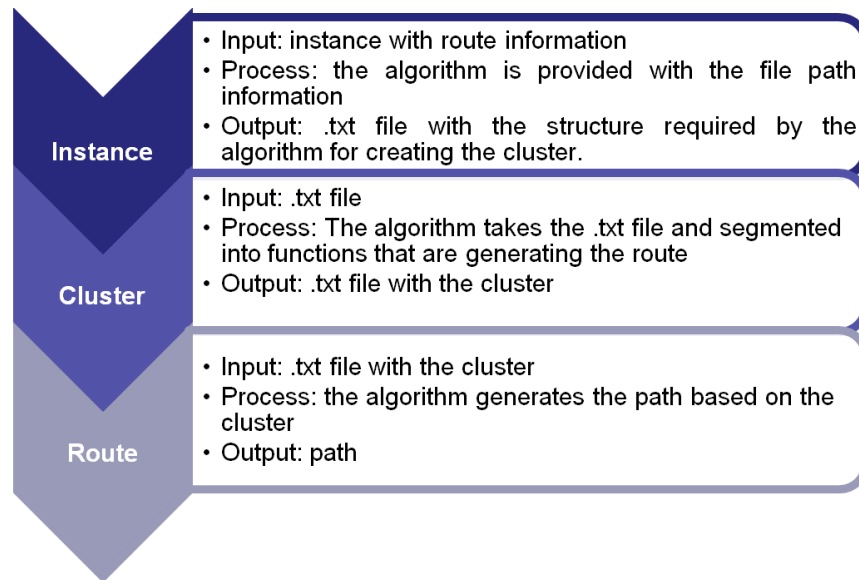 Instance
• Input: instance with route information
• Process: the algorithm is provided with the file path
information
• Output: .txt file with the structure required by the
algorithm for creating the cluster.
Cluster
• Input: .txt file
• Process: The algorithm takes the .txt file and segmented
into functions that are generating the route
• Output: .txt file with the cluster
Route
• Input: .txt file with the cluster
• Process: the algorithm generates the path based on the
cluster
• Output: path